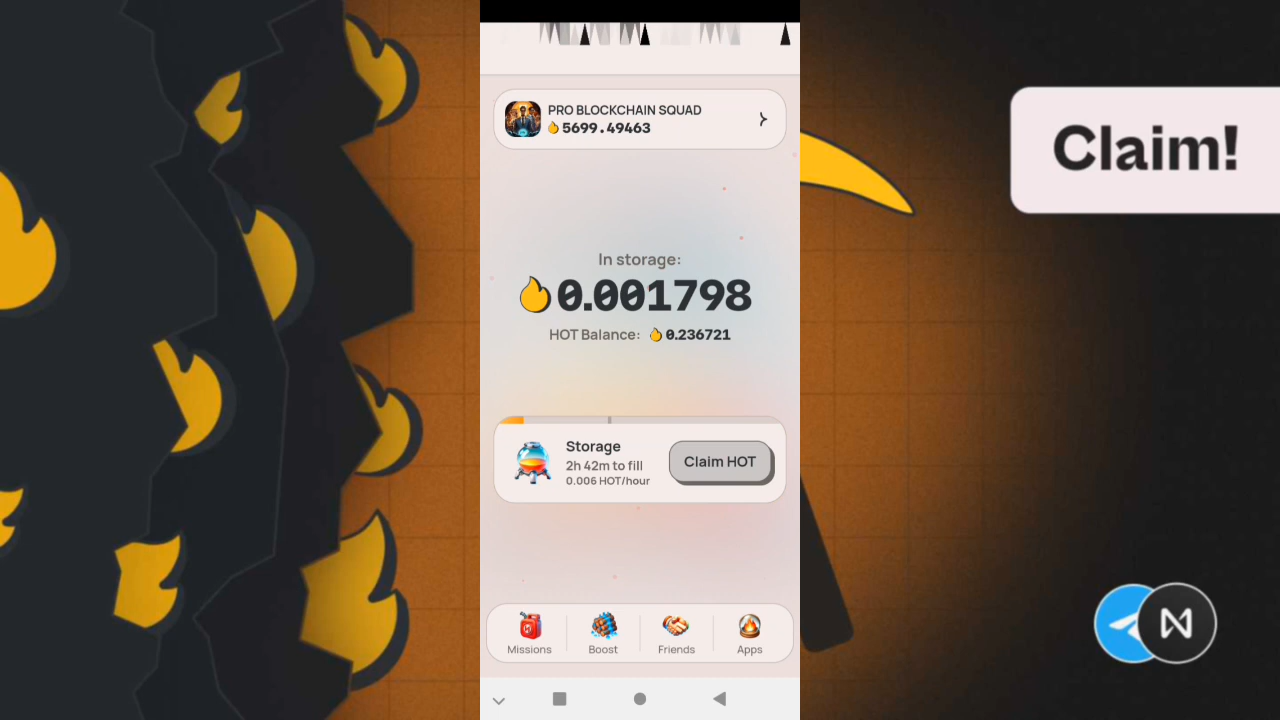 PRO BLOCKCHAIN SQUAD
5699.49463
Claim!
In storage:
0.001798
HOT Balance: 0.236721
Storage
2h 42m to fill
0.006 HOT/hour
Claim HOT
Missions
Boost
Friends
Apps